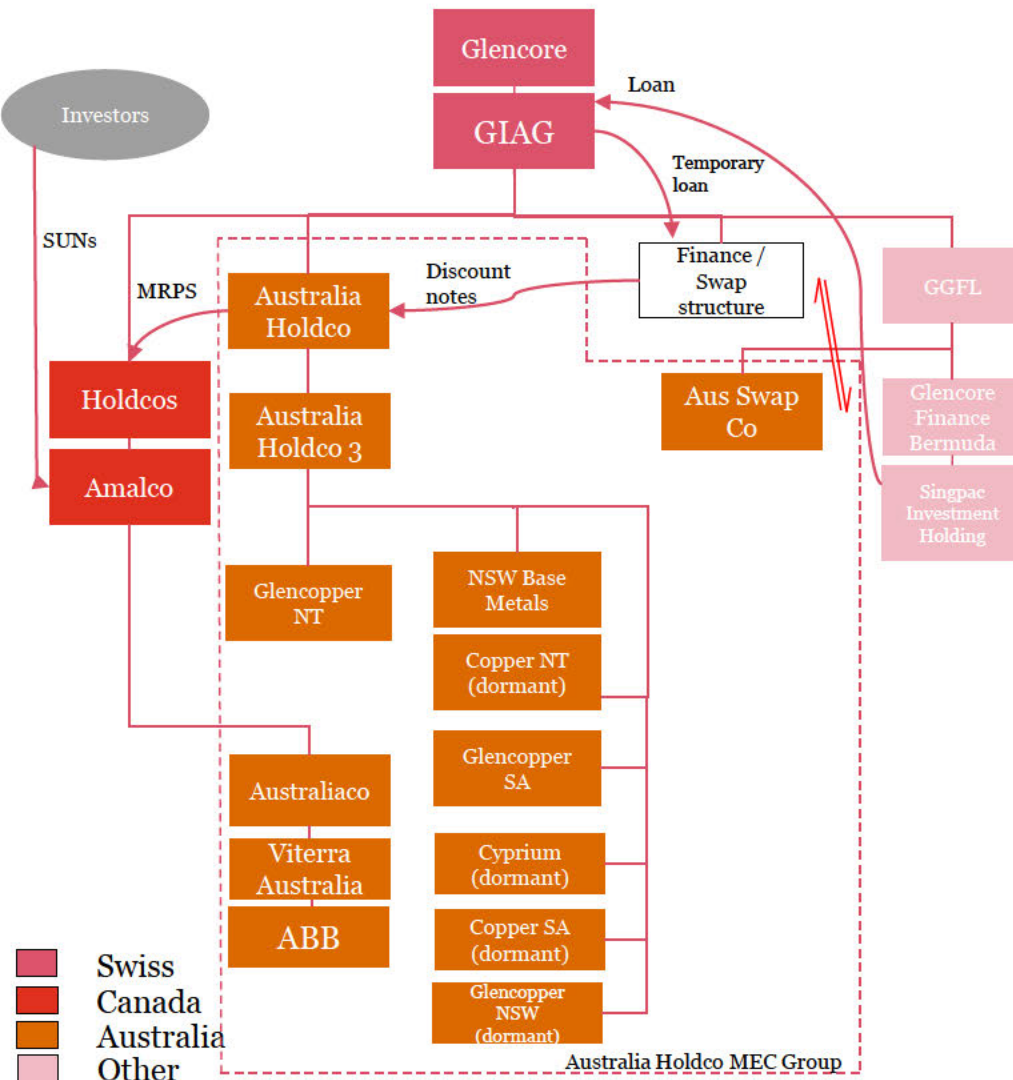 Glencore
GIAG
Investors
Loan
Temporary
loan
SUNs
MRPS
Discount
notes
Australia
Holdco
Finance /
Swap
structure
GGFL
Holdcos
Amalco
Australia
Holdco 3
Aus Swap
Co
Glencore
Finance
Bermuda
Singpac
Investment
Holding
Glencopper
NT
NSW Base
Metals
Copper NT
(dormant)
Glencopper
SA
Australiaco
Viterra
Australia
ABB
Cyprium
(dormant)
Copper SA
(dormant)
Glencopper
NSW
(dormant)
Swiss
Canada
Australia
Other
Australia Holdco MEC Group